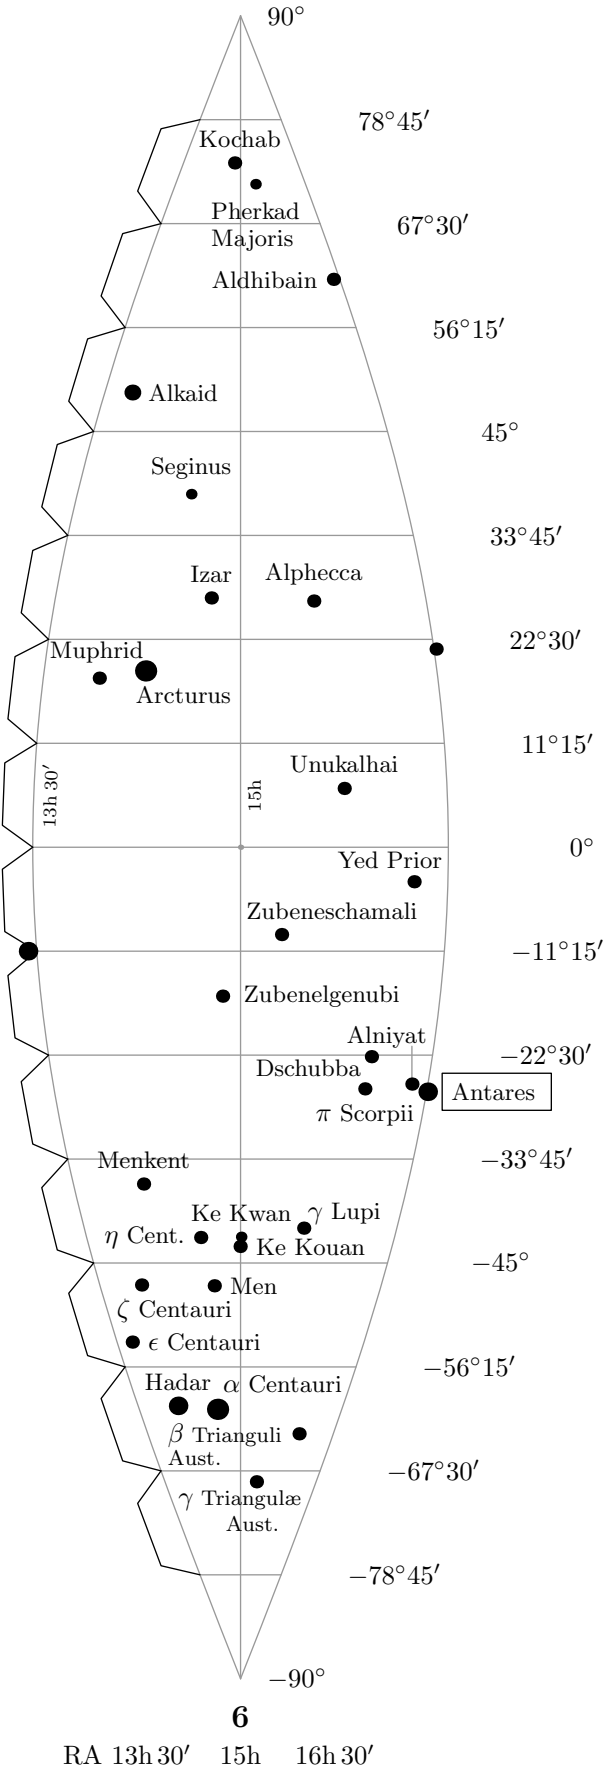 90°
78°45′
Kochab
Pherkad
Majoris
67°30′
Aldhibain
56°15′
Alkaid
45°
Seginus
33°45′
Izar
Alphecca
22°30′
Muphrid
Arcturus
11°15′
Unukalhai
13h 30′
15h
0°
Yed Prior
Zubeneschamali
−11°15′
Zubenelgenubi
Alniyat
−22°30′
Dschubba
Antares
π Scorpii
−33°45′
Menkent
Ke Kwan
γ Lupi
η Cent.
Ke Kouan
−45°
Men
ζ Centauri
ϵ Centauri
−56°15′
Hadar
α Centauri
β Trianguli
Aust.
−67°30′
γ Triangulæ
Aust.
−78°45′
−90°
6
RA 13h 30′ 15h 16h 30′